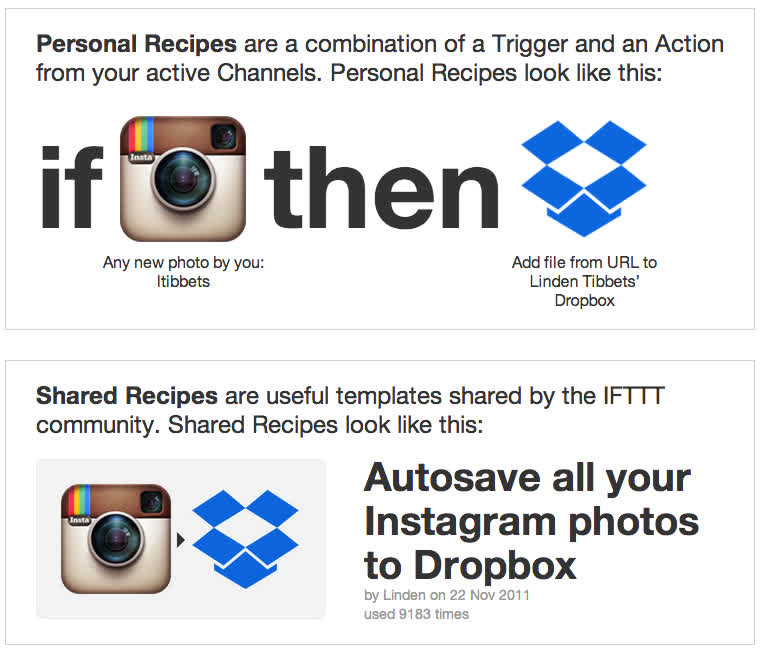 Personal Recipes are a combination of a Trigger and an Action
from your active Channels. Personal Recipes look like this:
if Insta then
Any new photo by you:
ltibbets
Add file from URL to
Linden Tibbets’
Dropbox
Shared Recipes are useful templates shared by the IFTTT
community. Shared Recipes look like this:
Insta
Autosave all your
Instagram photos
to Dropbox
by Linden on 22 Nov 2011
used 9183 times